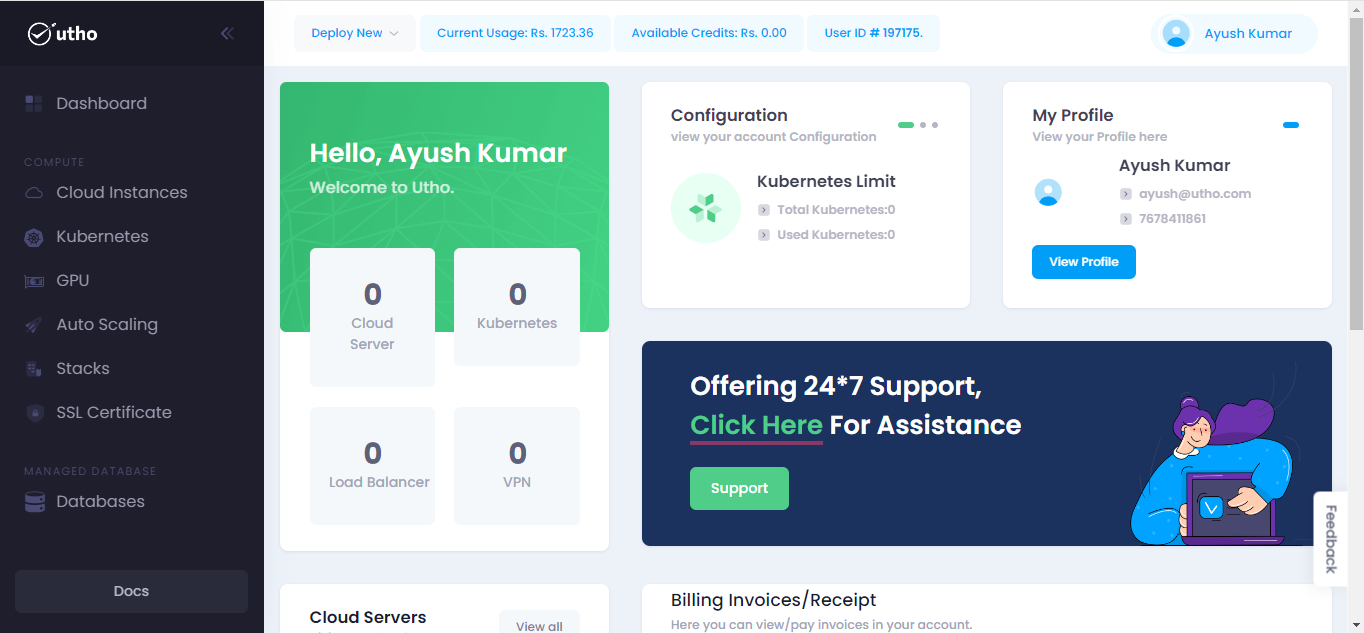 utho
Deploy New
Current Usage: Rs. 1723.36
Available Credits: Rs. 0.00
User ID # 197175.
Ayush Kumar
Dashboard
COMPUTE
Cloud Instances
Kubernetes
GPU
Auto Scaling
Stacks
SSL Certificate
MANAGED DATABASE
Databases
Docs
Hello, Ayush Kumar
Welcome to Utho.
0
Cloud
Server
0
Kubernetes
0
Load Balancer
0
VPN
Configuration
view your account Configuration
Kubernetes Limit
Total Kubernetes:0
Used Kubernetes:0
My Profile
View your Profile here
Ayush Kumar
ayush@utho.com
7678411861
View Profile
Offering 24*7 Support,
Click Here For Assistance
Support
Feedback
Cloud Servers
View all
Billing Invoices/Receipt
Here you can view/pay invoices in your account.